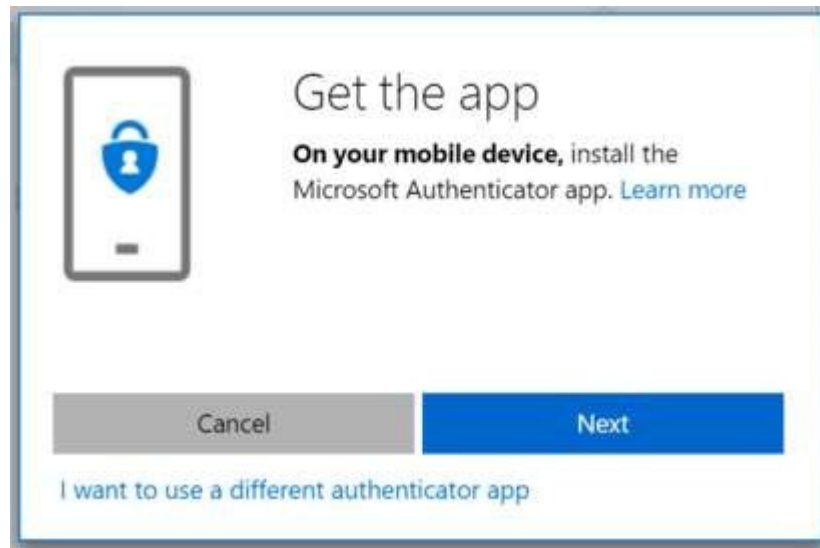 Get the app
On your mobile device, install the
Microsoft Authenticator app. Learn more
Cancel
Next
I want to use a different authenticator app